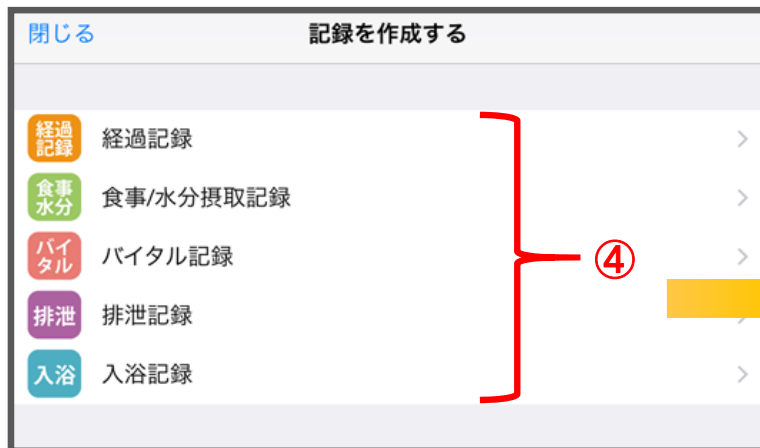 閉じる 記録を作成する
経過
記録 経過記録
食事
水分 食事/水分摂取記録
バイ
タル バイタル記録
④
排泄 排泄記録
入浴 入浴記録